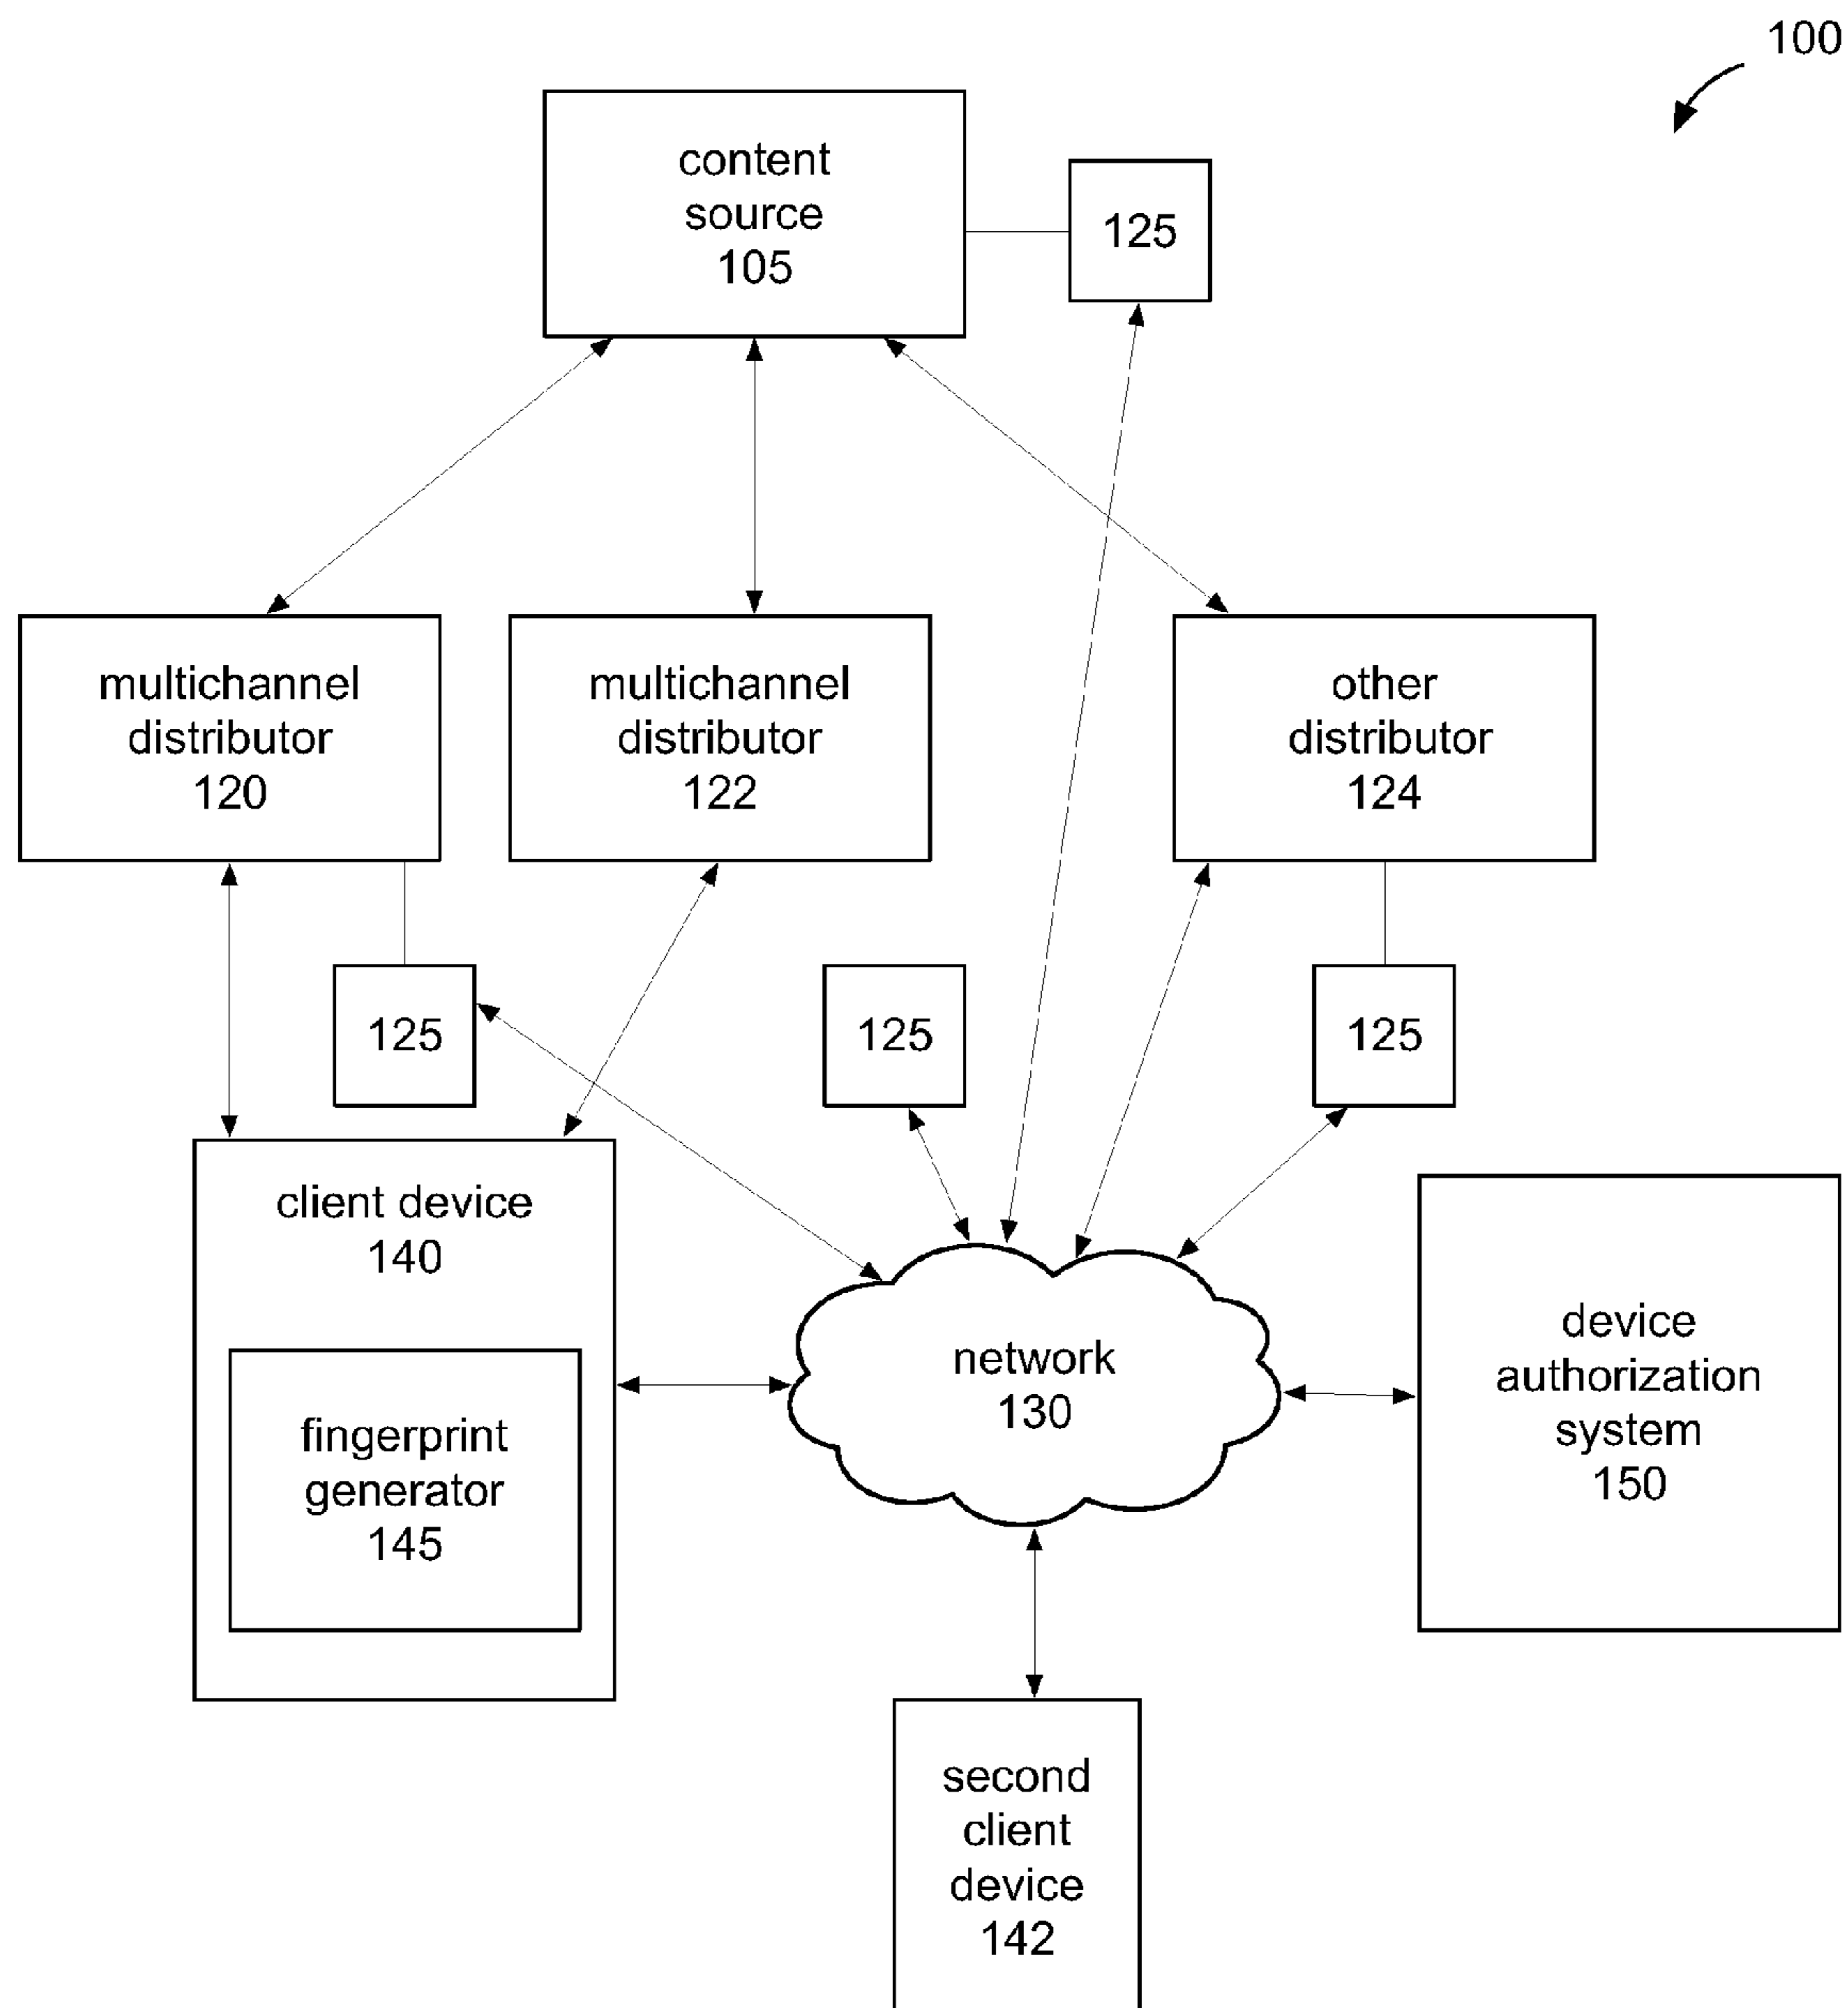 100
content
source
105
125
multichannel
distributor
120
multichannel
distributor
122
other
distributor
124
125
125
125
client device
140
fingerprint
generator
145
network
130
device
authorization
system
150
second
client
device
142